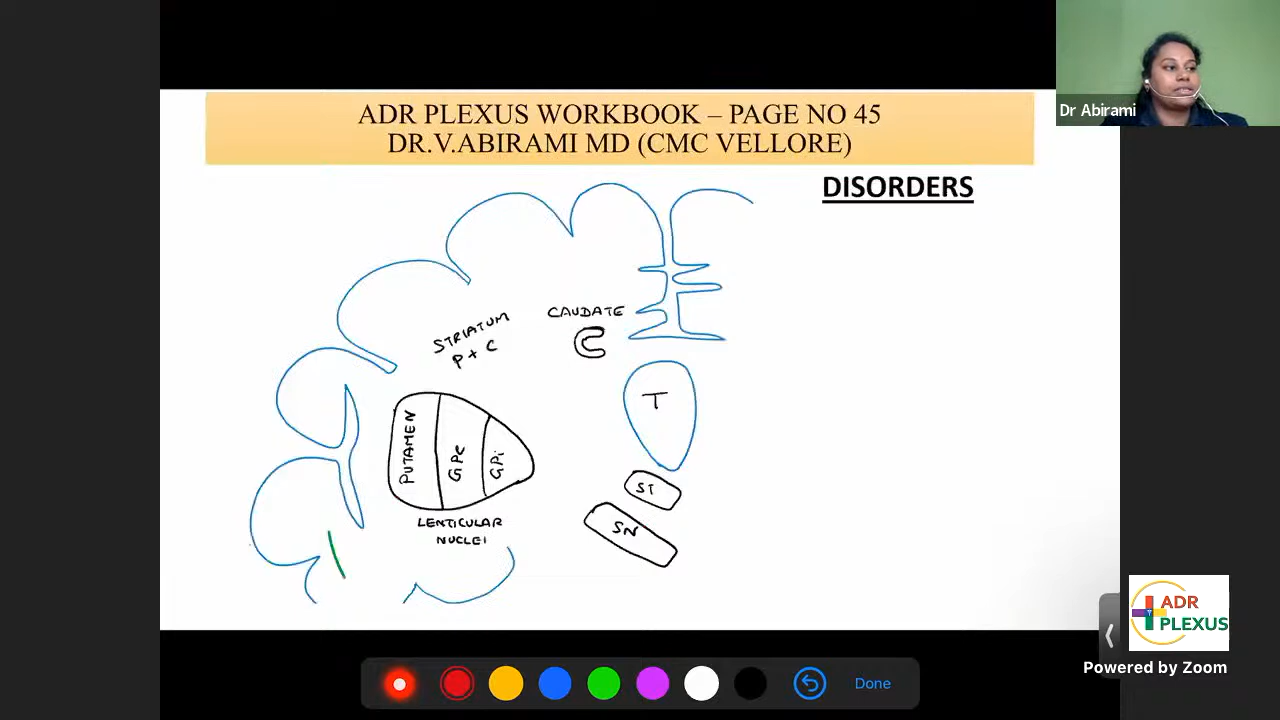 ADR PLEXUS WORKBOOK – PAGE NO 45
DR.V.ABIRAMI MD (CMC VELLORE)
Dr Abirami
DISORDERS
CAUDATE
STRIATUM
P + C
T
PUTAMEN
GPe
GPi
ST
SN
LENTICULAR
NUCLEI
ADR
PLEXUS
Powered by Zoom
Done